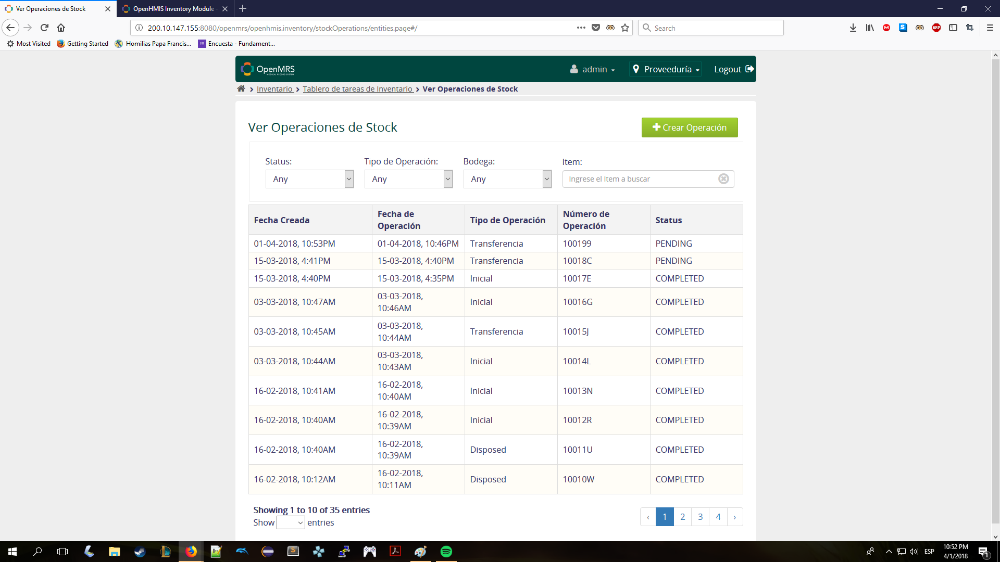 Ver Operaciones de Stock
OpenHMIS Inventory Module
200.10.147.155:8080/openmrs/openhmis.inventory/stockOperations/entities.page#/
Search
Most Visited
Getting Started
Homilias Papa Francis...
Encuesta - Fundament...
OpenMRS
MEDICAL RECORD SYSTEM
admin
Proveeduría
Logout
Inventario
Tablero de tareas de Inventario
Ver Operaciones de Stock
Ver Operaciones de Stock
Crear Operación
Status:
Tipo de Operación:
Bodega:
Item:
Any
Any
Any
Ingrese el Item a buscar
Fecha Creada
Fecha de
Operación
Tipo de Operación
Número de
Operación
Status
01-04-2018, 10:53PM
01-04-2018, 10:46PM
Transferencia
100199
PENDING
15-03-2018, 4:41PM
15-03-2018, 4:40PM
Transferencia
10018C
PENDING
15-03-2018, 4:40PM
15-03-2018, 4:35PM
Inicial
10017E
COMPLETED
03-03-2018, 10:47AM
03-03-2018,
10:46AM
Inicial
10016G
COMPLETED
03-03-2018, 10:45AM
03-03-2018,
10:44AM
Transferencia
10015J
COMPLETED
03-03-2018, 10:44AM
03-03-2018,
10:43AM
Inicial
10014L
COMPLETED
16-02-2018, 10:41AM
16-02-2018,
10:40AM
Inicial
10013N
COMPLETED
16-02-2018, 10:40AM
16-02-2018,
10:39AM
Inicial
10012R
COMPLETED
16-02-2018, 10:40AM
16-02-2018,
10:39AM
Disposed
10011U
COMPLETED
16-02-2018, 10:12AM
16-02-2018,
10:11AM
Disposed
10010W
COMPLETED
Showing 1 to 10 of 35 entries
Show entries
‹ 1 2 3 4 ›
ESP
10:52 PM
4/1/2018
1